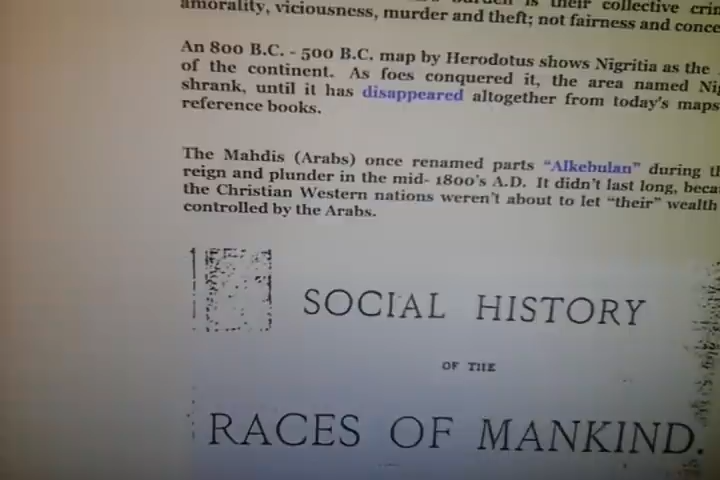 amorality, viciousness, murder and theft; not fairness and
An 800 B.C. - 500 B.C. map by Herodotus shows Nigritia as the
of the continent. As foes conquered it, the area named
shrank, until it has disappeared altogether from today's maps
reference books.
The Mahdis (Arabs) once renamed parts “Alkebulan” during
reign and plunder in the mid- 1800's A.D. It didn't last long,
the Christian Western nations weren't about to let “their” wealth
controlled by the Arabs.
SOCIAL HISTORY
OF THE
RACES OF MANKIND.